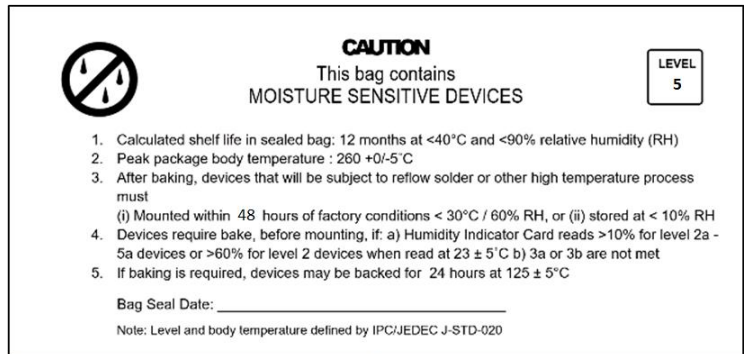 CAUTION
This bag contains
MOISTURE SENSITIVE DEVICES
LEVEL
5
1. Calculated shelf life in sealed bag: 12 months at <40°C and <90% relative humidity (RH)
2. Peak package body temperature : 260 +0/-5°C
3. After baking, devices that will be subject to reflow solder or other high temperature process
must
(i) Mounted within 48 hours of factory conditions < 30°C / 60% RH, or (ii) stored at < 10% RH
4. Devices require bake, before mounting, if: a) Humidity Indicator Card reads >10% for level 2a -
5a devices or >60% for level 2 devices when read at 23 ± 5°C b) 3a or 3b are not met
5. If baking is required, devices may be backed for 24 hours at 125 ± 5°C
Bag Seal Date:
Note: Level and body temperature defined by IPC/JEDEC J-STD-020